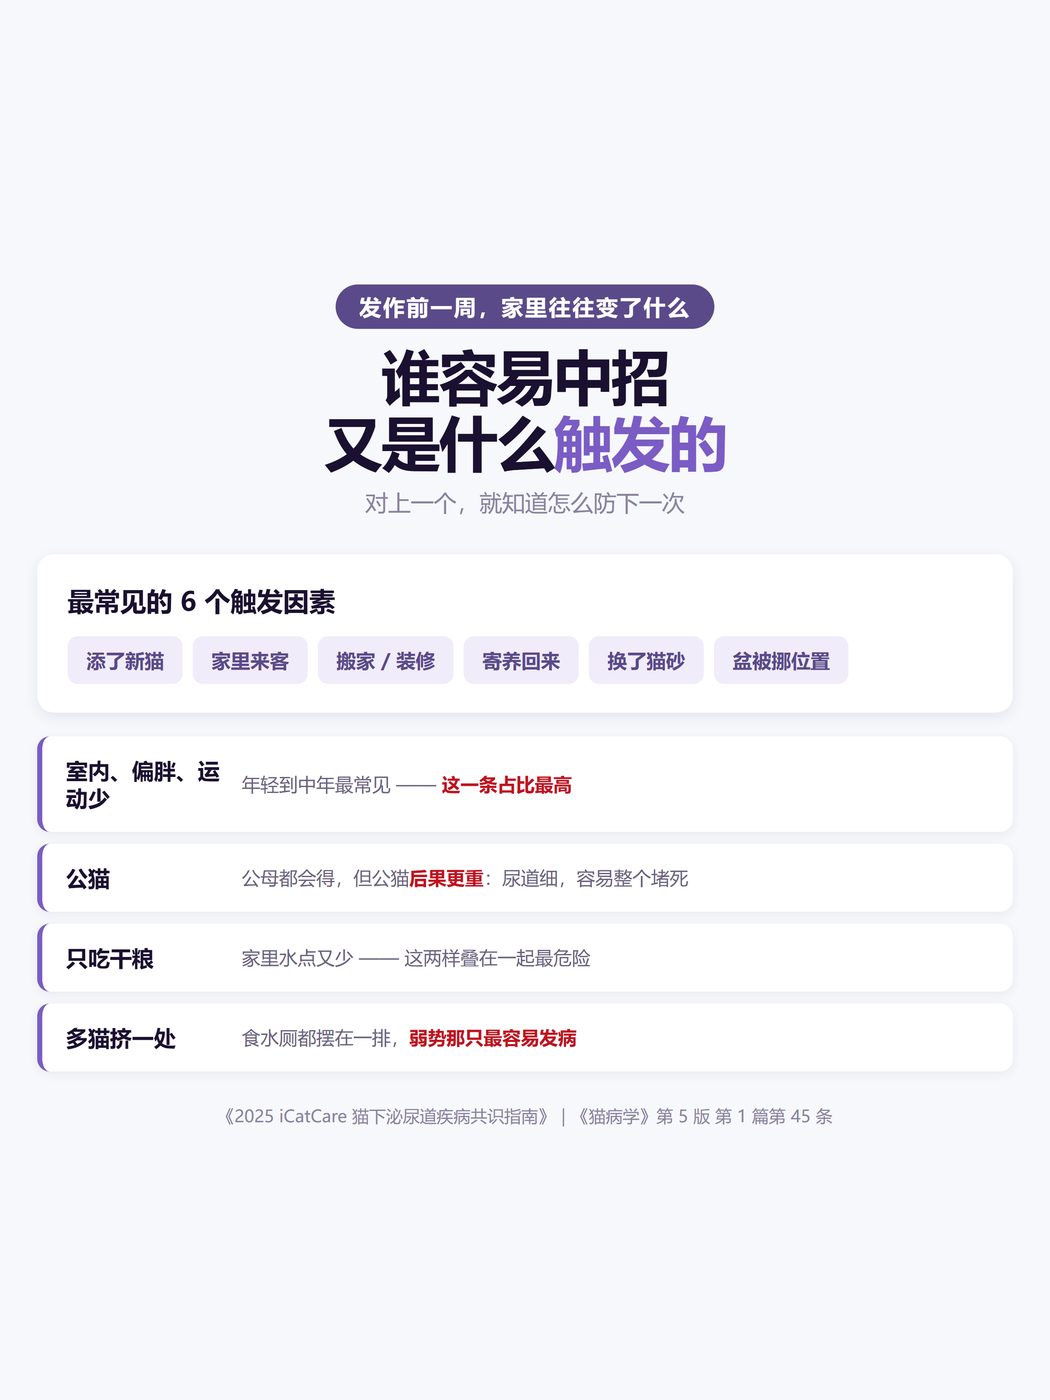 发作前一周，家里往往变了什么
谁容易中招
又是什么触发的
对上一个，就知道怎么防下一次
最常见的 6 个触发因素
添了新猫 家里来客 搬家 / 装修 寄养回来 换了猫砂 盆被挪位置
室内、偏胖、运
动少
年轻到中年最常见 —— 这一条占比最高
公猫
公母都会得，但公猫后果更重：尿道细，容易整个堵死
只吃干粮
家里水点又少 —— 这两样叠在一起最危险
多猫挤一处
食水厕都摆在一排，弱势那只最容易发病
《2025 iCatCare 猫下泌尿道疾病共识指南》 | 《猫病学》第 5 版 第 1 篇第 45 条